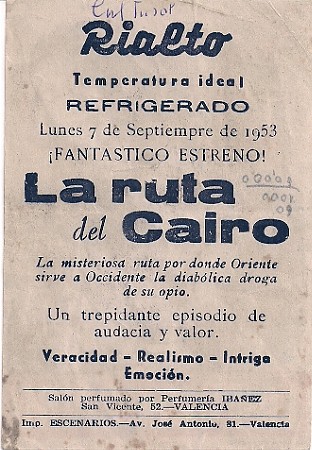 Rialto
Temperatura ideal
REFRIGERADO
Lunes 7 de Septiembre de 1953
¡FANTASTICO ESTRENO!
La ruta
del Cairo
La misteriosa ruta por donde Oriente
sirve a Occidente la diabólica droga
de su opio.
Un trepidante episodio de
audacia y valor.
Veracidad - Realismo - Intriga
Emoción.
Salón perfumado por Perfumería IBAÑEZ
San Vicente, 52.—VALENCIA
Imp. ESCENARIOS.—Av. José Antonio, 31.—Valencia